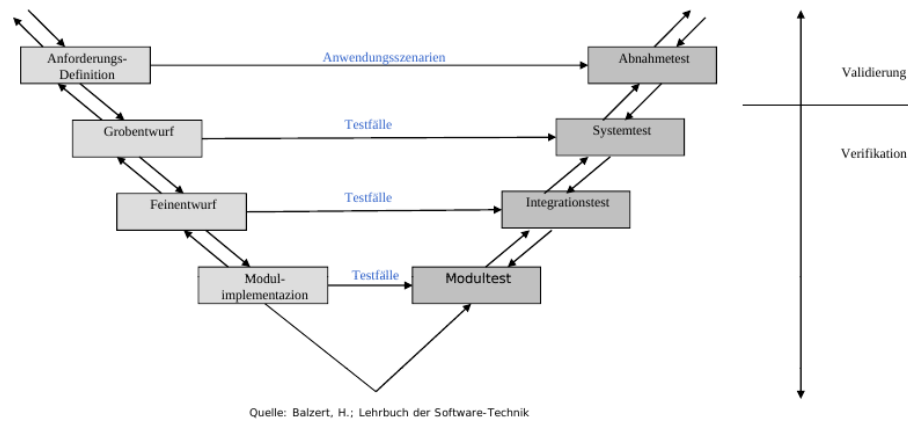 Anforderungs-
Definition
Anwendungsszenarien
Abnahmetest
Validierung
Grobentwurf
Testfälle
Systemtest
Verifikation
Feinentwurf
Testfälle
Integrationstest
Modul-
implementazion
Testfälle
Modultest
Quelle: Balzert, H.; Lehrbuch der Software-Technik